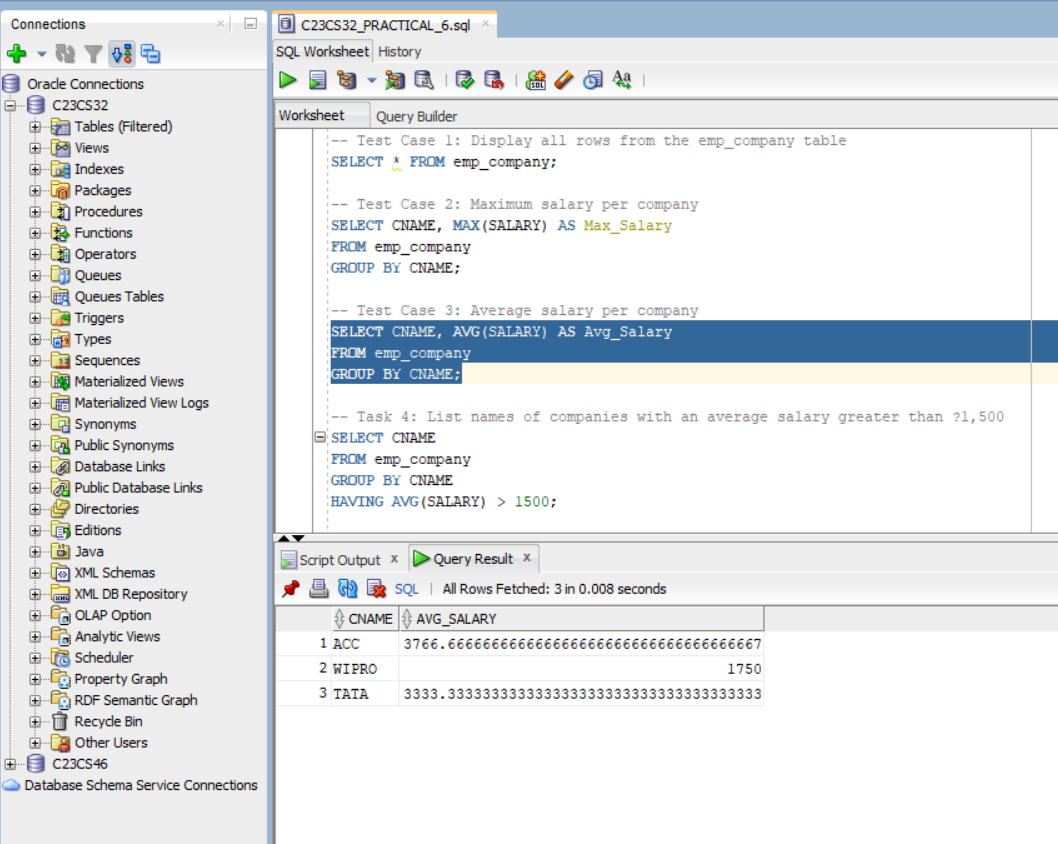 Connections
Oracle Connections
C23CS32
Tables (Filtered)
Views
Indexes
Packages
Procedures
Functions
Operators
Queues
Queues Tables
Triggers
Types
Sequences
Materialized Views
Materialized View Logs
Synonyms
Public Synonyms
Database Links
Public Database Links
Directories
Editions
Java
XML Schemas
XML DB Repository
OLAP Option
Analytic Views
Scheduler
Property Graph
RDF Semantic Graph
Recycle Bin
Other Users
C23CS46
Database Schema Service Connections
C23CS32_PRACTICAL_6.sql
SQL Worksheet History
Worksheet Query Builder
-- Test Case 1: Display all rows from the emp_company table
SELECT * FROM emp_company;
-- Test Case 2: Maximum salary per company
SELECT CNAME, MAX(SALARY) AS Max_Salary
FROM emp_company
GROUP BY CNAME;
-- Test Case 3: Average salary per company
SELECT CNAME, AVG(SALARY) AS Avg_Salary
FROM emp_company
GROUP BY CNAME;
-- Task 4: List names of companies with an average salary greater than ?1,500
SELECT CNAME
FROM emp_company
GROUP BY CNAME
HAVING AVG(SALARY) > 1500;
Script Output x Query Result x
SQL | All Rows Fetched: 3 in 0.008 seconds
CNAME AVG_SALARY
1 ACC 3766.66666666666666666666666666666666667
2 WIPRO 1750
3 TATA 3333.33333333333333333333333333333333333